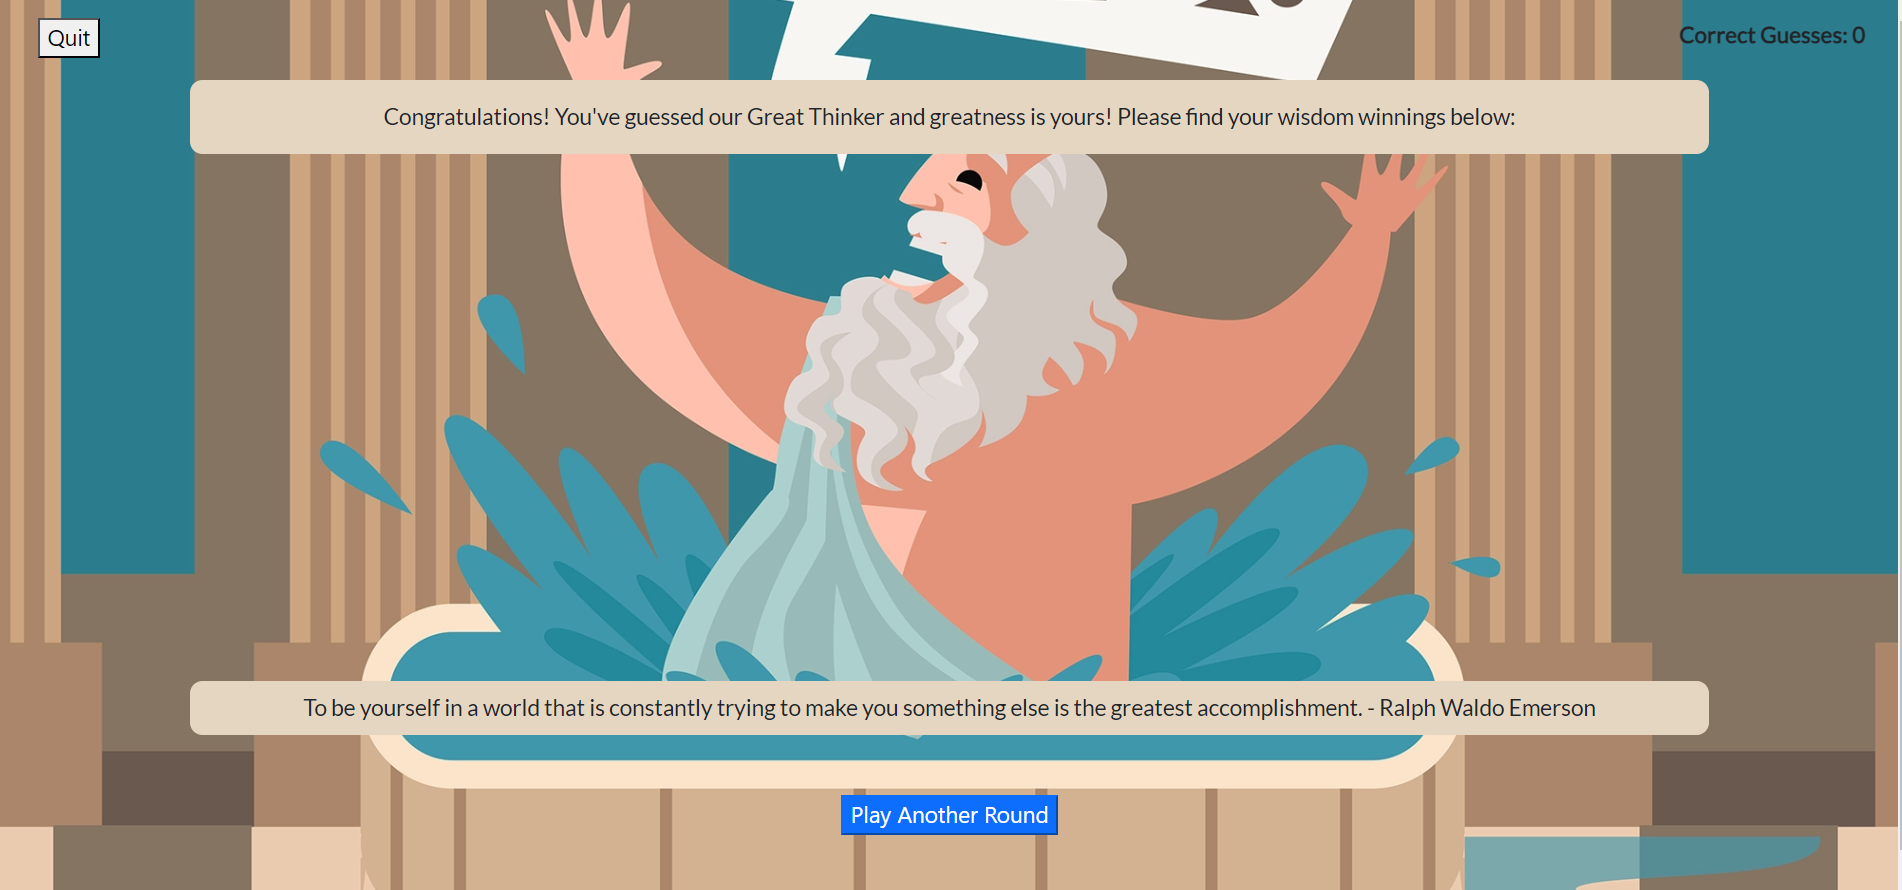 Quit
Correct Guesses: 0
Congratulations! You've guessed our Great Thinker and greatness is yours! Please find your wisdom winnings below:
To be yourself in a world that is constantly trying to make you something else is the greatest accomplishment. - Ralph Waldo Emerson
Play Another Round